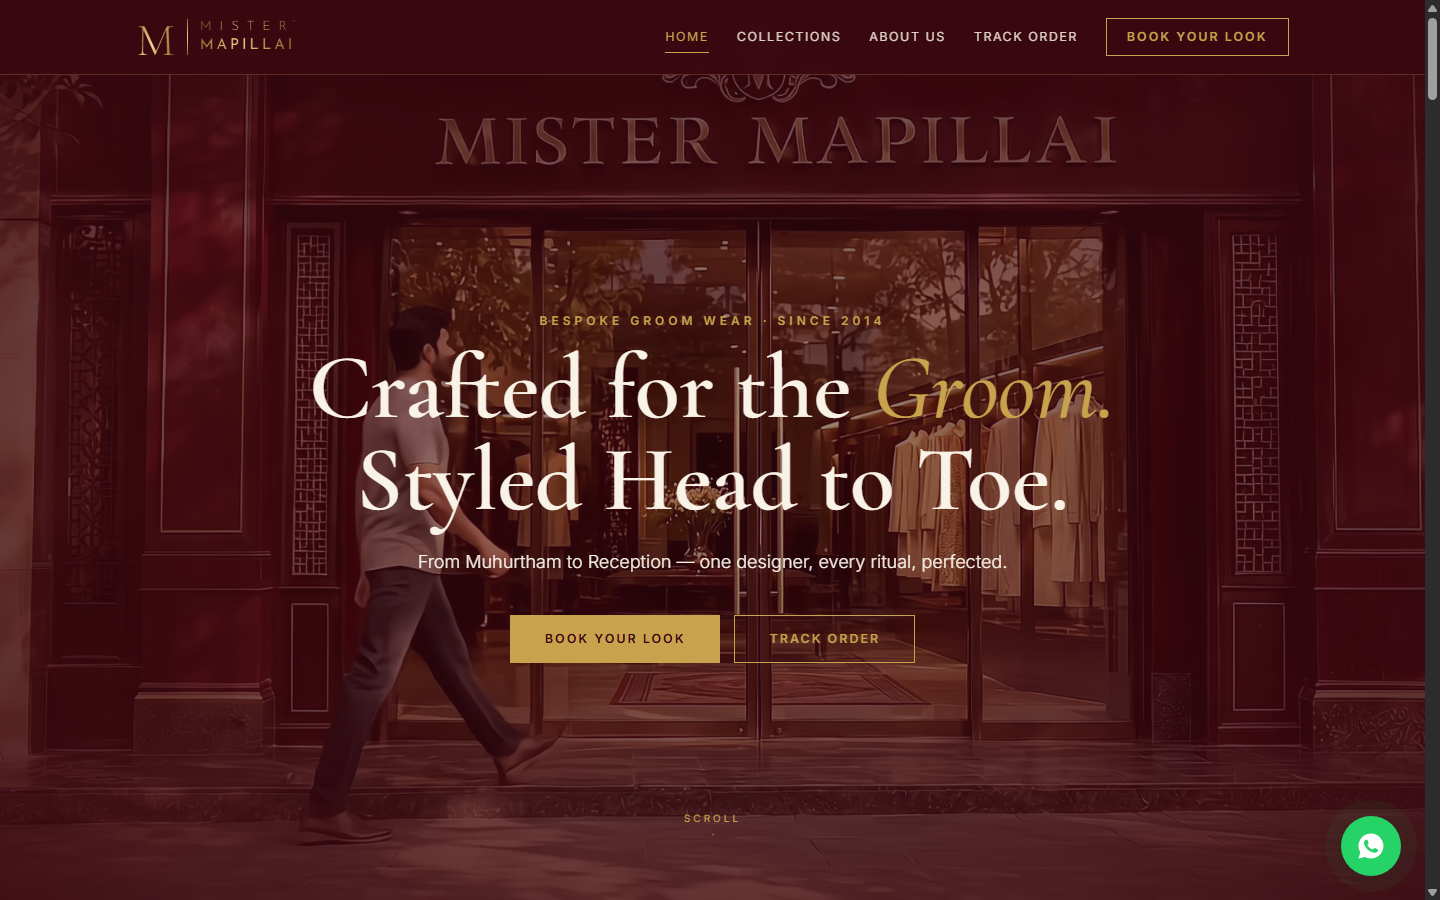 M
MISTER
MAPILLAI
HOME
COLLECTIONS
ABOUT US
TRACK ORDER
BOOK YOUR LOOK
MISTER MAPILLAI
BESPOKE GROOM WEAR · SINCE 2014
Crafted for the Groom.
Styled Head to Toe.
From Muhurtham to Reception — one designer, every ritual, perfected.
BOOK YOUR LOOK
TRACK ORDER
SCROLL